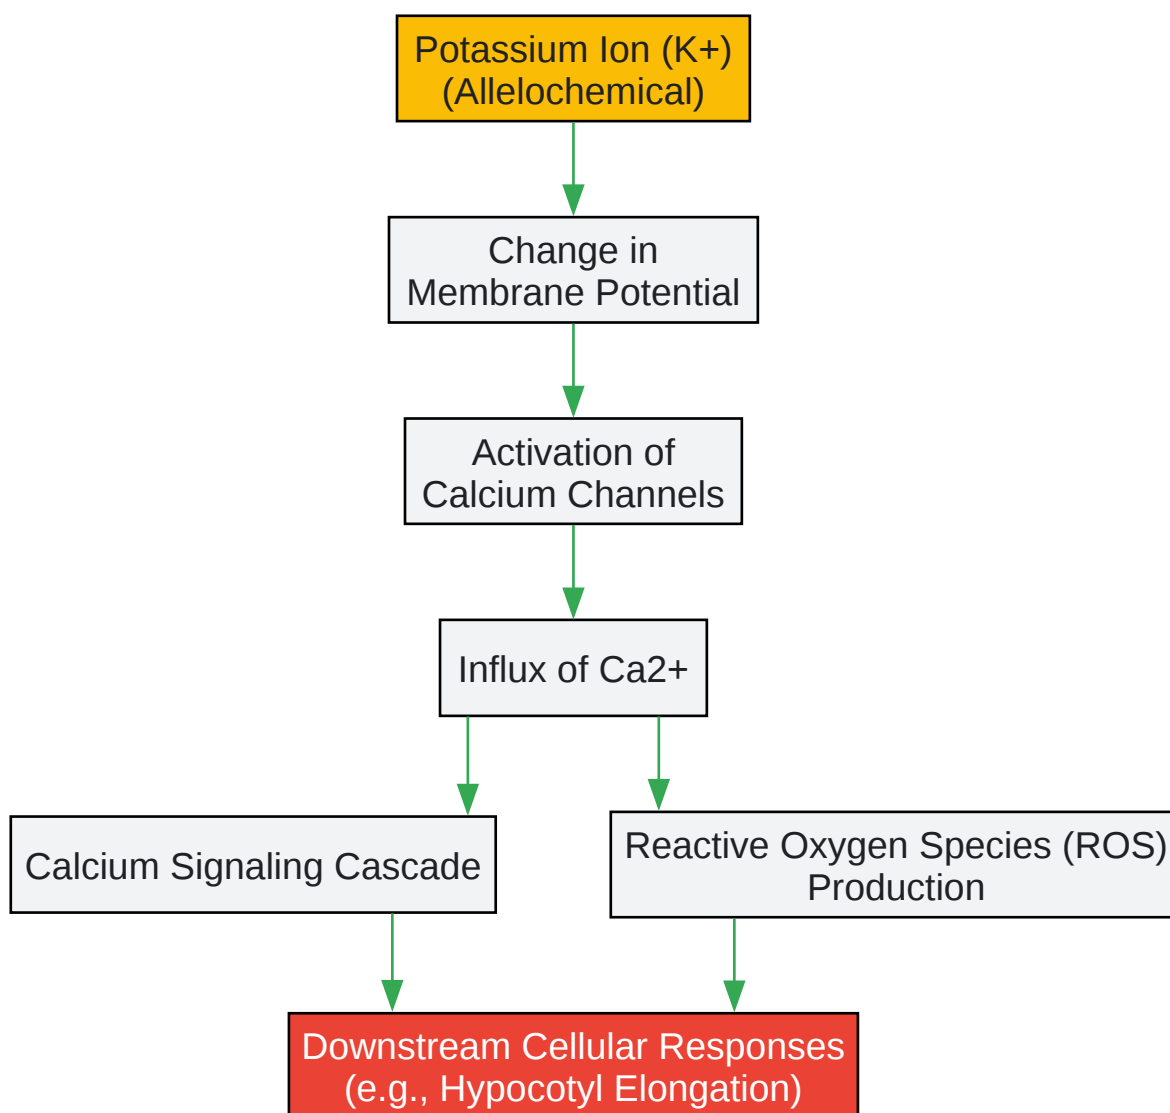 Potassium Ion (K+)
(Allelochemical)
Change in
Membrane Potential
Activation of
Calcium Channels
Influx of Ca2+
Calcium Signaling Cascade
Reactive Oxygen Species (ROS)
Production
Downstream Cellular Responses
(e.g., Hypocotyl Elongation)